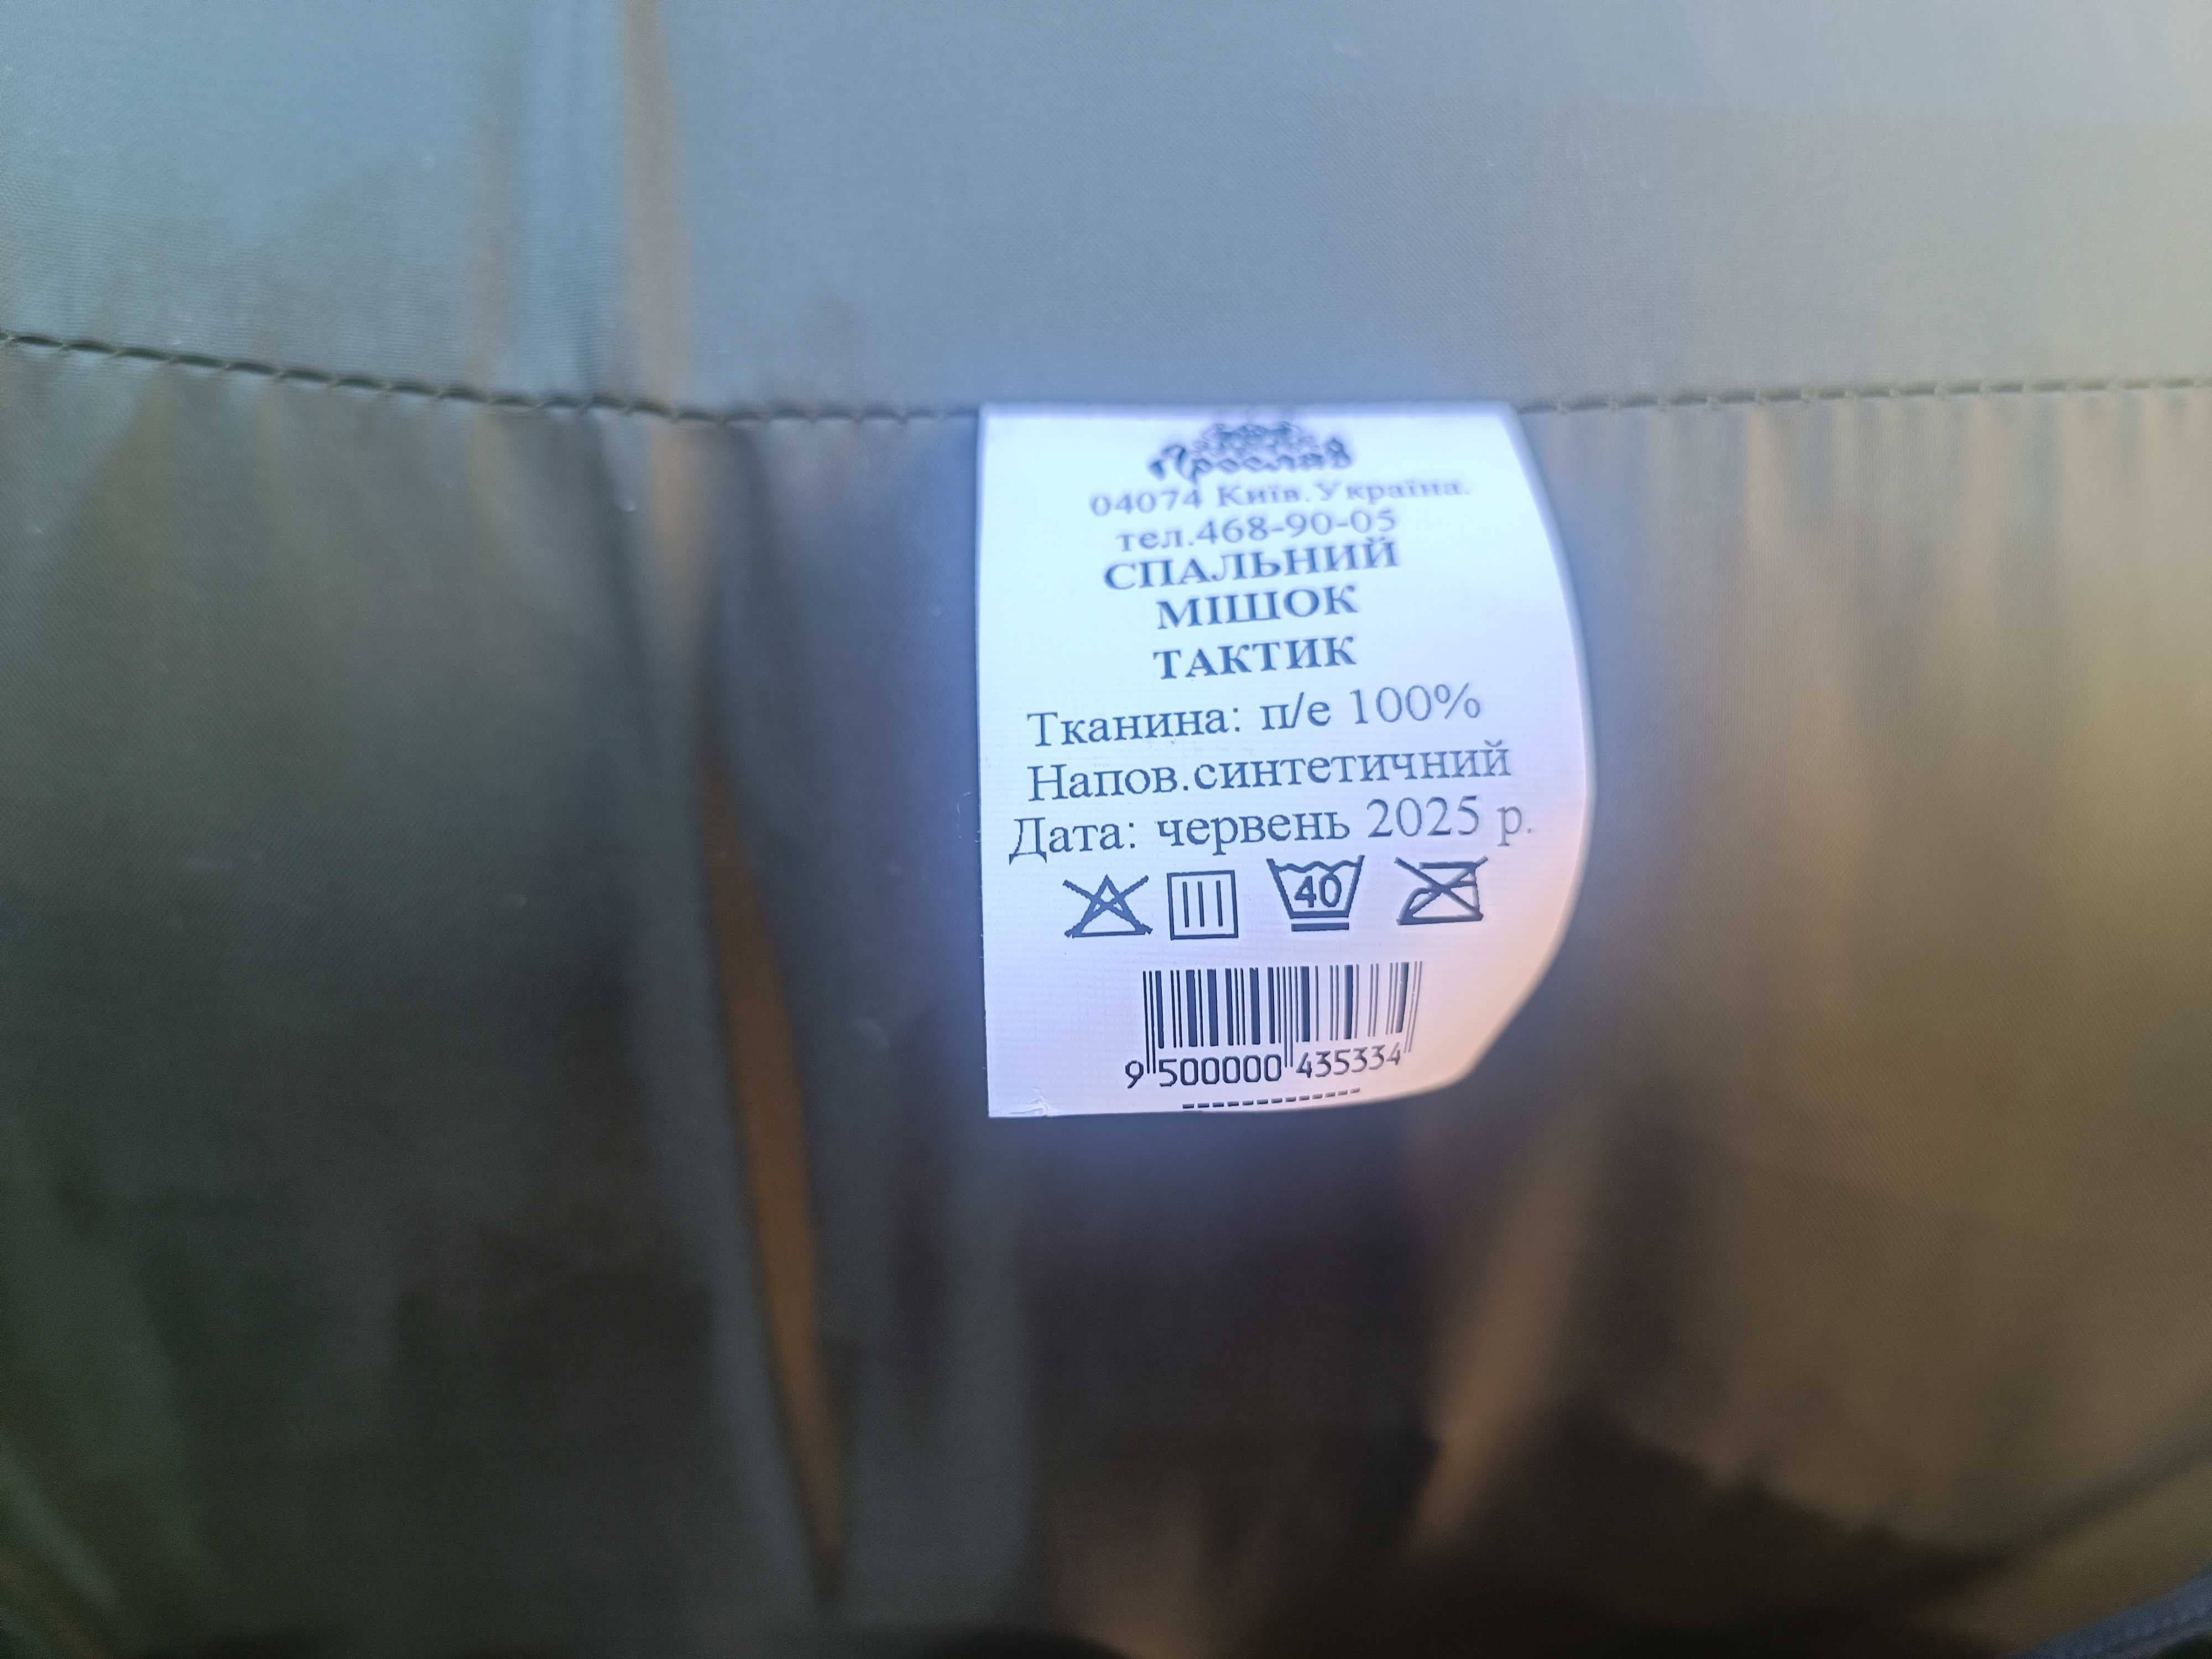 Ярослав
04074 Київ.Україна.
тел.468-90-05
СПАЛЬНИЙ
МІШОК
ТАКТИК
Тканина: п/е 100%
Напов.синтетичний
Дата: червень 2025 р.
40
9 500000 435334
-------------